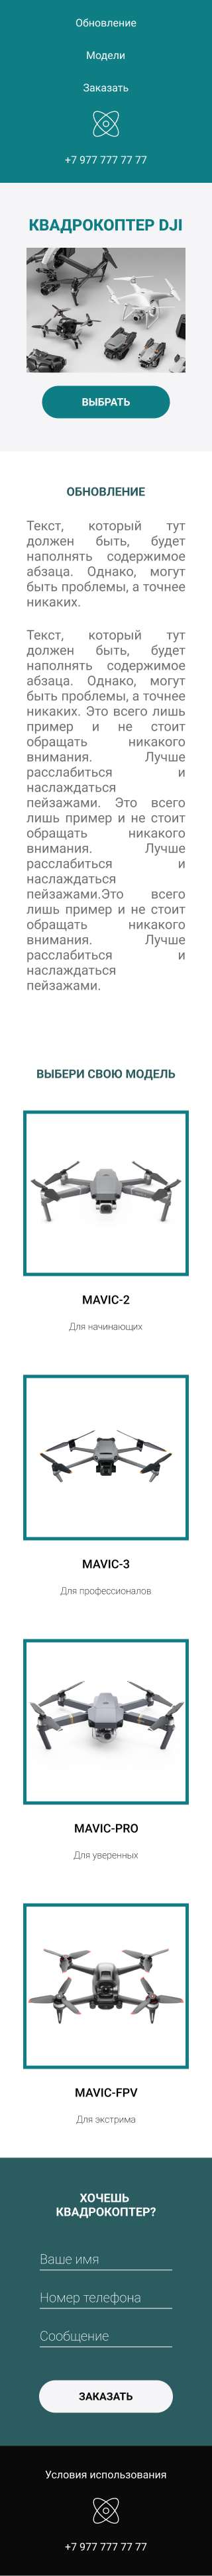 Обновление
Модели
Заказать
+7 977 777 77 77
КВАДРОКОПТЕР DJI
ВЫБРАТЬ
ОБНОВЛЕНИЕ
Текст, который тут
должен быть, будет
наполнять содержимое
абзаца. Однако, могут
быть проблемы, а точнее
никаких.
Текст, который тут
должен быть, будет
наполнять содержимое
абзаца. Однако, могут
быть проблемы, а точнее
никаких. Это всего лишь
пример и не стоит
обращать никакого
внимания. Лучше
расслабиться и
наслаждаться
пейзажами. Это всего
лишь пример и не стоит
обращать никакого
внимания. Лучше
расслабиться и
наслаждаться
пейзажами.Это всего
лишь пример и не стоит
обращать никакого
внимания. Лучше
расслабиться и
наслаждаться
пейзажами.
ВЫБЕРИ СВОЮ МОДЕЛЬ
MAVIC-2
Для начинающих
MAVIC-3
Для профессионалов
MAVIC-PRO
Для уверенных
MAVIC-FPV
Для экстрима
ХОЧЕШЬ
КВАДРОКОПТЕР?
Ваше имя
Номер телефона
Сообщение
ЗАКАЗАТЬ
Условия использования
+7 977 777 77 77